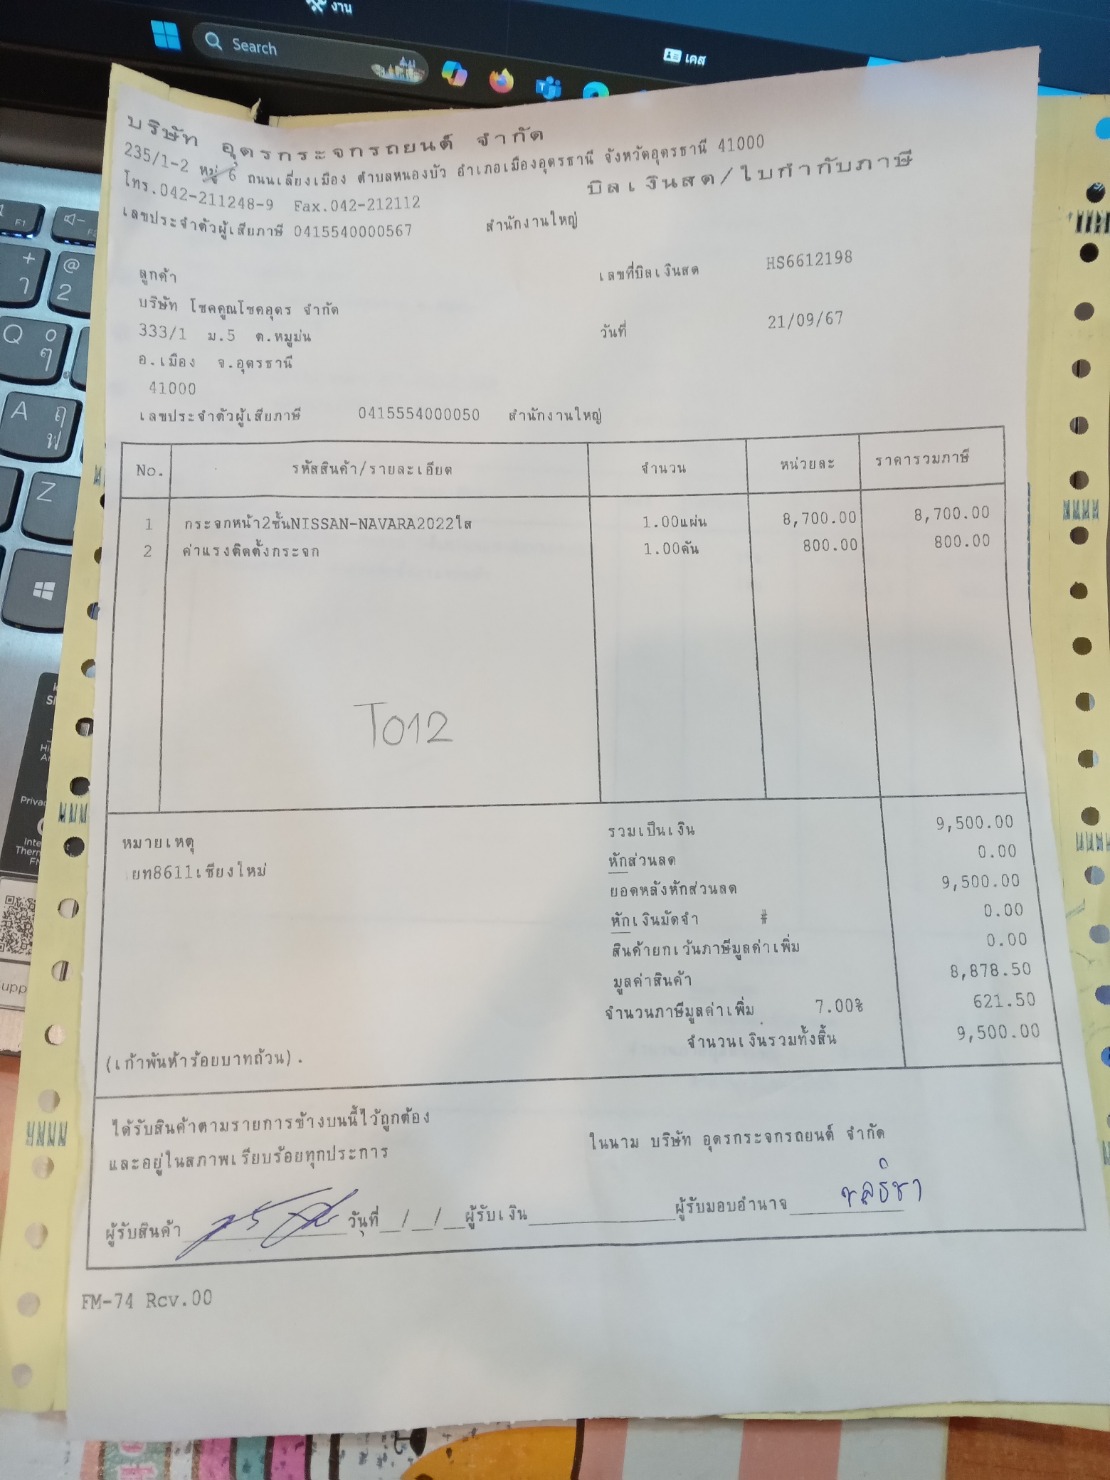 งาน
Search
เคส
บริษัท อุดรกระจกรถยนต์ จำกัด
235/1-2 หมู่ 6 ถนนเลี่ยงเมือง ตำบลหนองบัว อำเภอเมืองอุดรธานี จังหวัดอุดรธานี 41000
โทร.042-211248-9 Fax.042-212112
บิลเงินสด/ใบกำกับภาษี
เลขประจำตัวผู้เสียภาษี 0415540000567 สำนักงานใหญ่
ลูกค้า
เลขที่บิลเงินสด HS6612198
บริษัท โชคคูณโชคอุดร จำกัด
333/1 ม.5 ต.หมูม่น
วันที่ 21/09/67
อ.เมือง จ.อุดรธานี
41000
เลขประจำตัวผู้เสียภาษี 0415554000050 สำนักงานใหญ่
No. รหัสสินค้า/รายละเอียด จำนวน หน่วยละ ราคารวมภาษี
1 กระจกหน้า2ชั้นNISSAN-NAVARA2022ใส 1.00แผ่น 8,700.00 8,700.00
2 ค่าแรงติดตั้งกระจก 1.00คัน 800.00 800.00
T012
หมายเหตุ
ยท8611เชียงใหม่
รวมเป็นเงิน 9,500.00
หักส่วนลด 0.00
ยอดหลังหักส่วนลด 9,500.00
หักเงินมัดจำ # 0.00
สินค้ายกเว้นภาษีมูลค่าเพิ่ม 0.00
มูลค่าสินค้า 8,878.50
จำนวนภาษีมูลค่าเพิ่ม 7.00% 621.50
จำนวนเงินรวมทั้งสิ้น 9,500.00
(เก้าพันห้าร้อยบาทถ้วน).
ได้รับสินค้าตามรายการข้างบนนี้ไว้ถูกต้อง
และอยู่ในสภาพเรียบร้อยทุกประการ
ในนาม บริษัท อุดรกระจกรถยนต์ จำกัด
ผู้รับสินค้า วันที่ / / ผู้รับเงิน ผู้รับมอบอำนาจ ชลธิชา
FM-74 Rcv.00